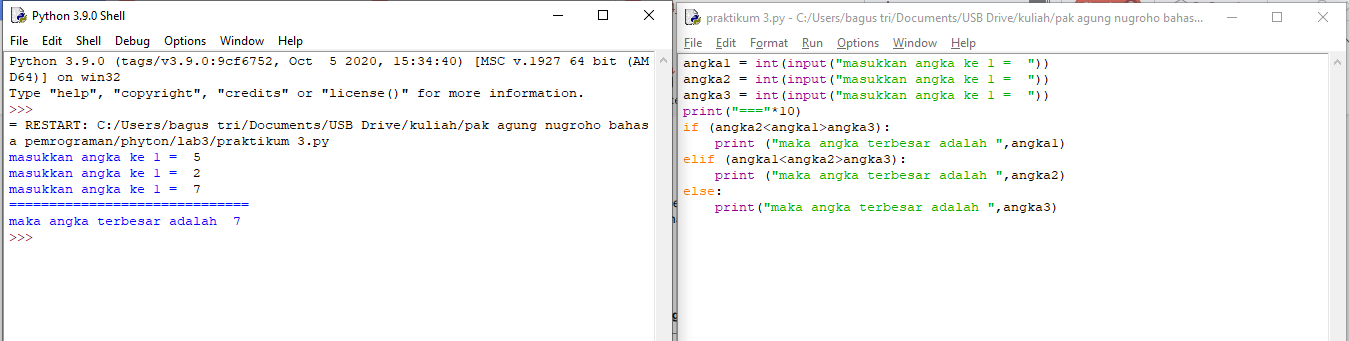 Python 3.9.0 Shell
File Edit Shell Debug Options Window Help
Python 3.9.0 (tags/v3.9.0:9cf6752, Oct  5 2020, 15:34:40) [MSC v.1927 64 bit (AM
D64)] on win32
Type "help", "copyright", "credits" or "license()" for more information.
>>>
= RESTART: C:/Users/bagus tri/Documents/USB Drive/kuliah/pak agung nugroho bahas
a pemrograman/phyton/lab3/praktikum 3.py
masukkan angka ke 1 =  5
masukkan angka ke 1 =  2
masukkan angka ke 1 =  7
==============================
maka angka terbesar adalah  7
>>>
praktikum 3.py - C:/Users/bagus tri/Documents/USB Drive/kuliah/pak agung nugroho bahas...
File Edit Format Run Options Window Help
angka1 = int(input("masukkan angka ke 1 =  "))
angka2 = int(input("masukkan angka ke 1 =  "))
angka3 = int(input("masukkan angka ke 1 =  "))
print("==="*10)
if (angka2<angka1>angka3):
    print ("maka angka terbesar adalah ",angka1)
elif (angka1<angka2>angka3):
    print ("maka angka terbesar adalah ",angka2)
else:
    print("maka angka terbesar adalah ",angka3)